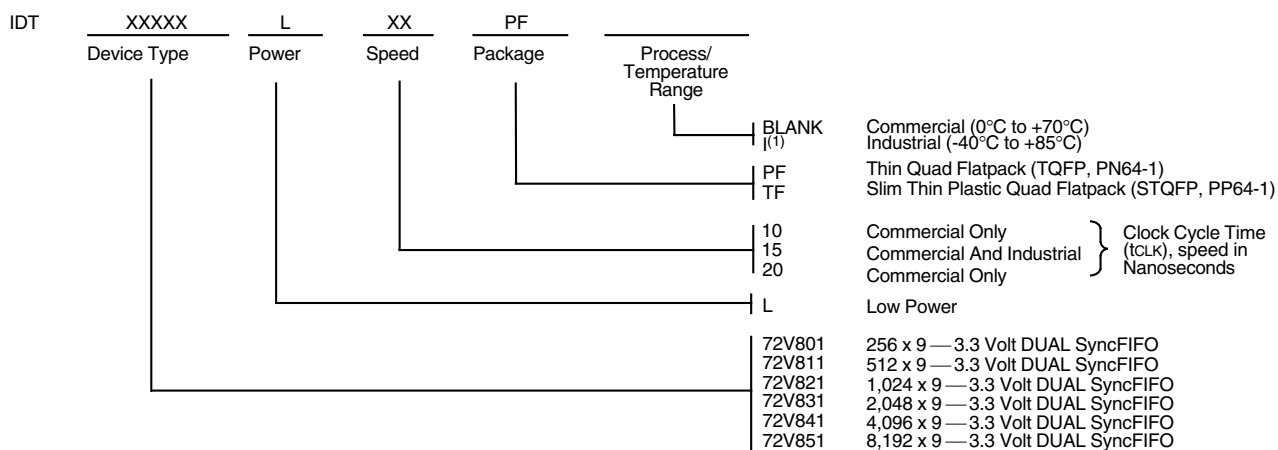 IDT XXXXX L XX PF
Device Type Power Speed Package Process/
Temperature
Range
BLANK Commercial (0°C to +70°C)
I(1) Industrial (-40°C to +85°C)
PF Thin Quad Flatpack (TQFP, PN64-1)
TF Slim Thin Plastic Quad Flatpack (STQFP, PP64-1)
10 Commercial Only
15 Commercial And Industrial
20 Commercial Only
Clock Cycle Time
(tCLK), speed in
Nanoseconds
L Low Power
72V801 256 x 9 — 3.3 Volt DUAL SyncFIFO
72V811 512 x 9 — 3.3 Volt DUAL SyncFIFO
72V821 1,024 x 9 — 3.3 Volt DUAL SyncFIFO
72V831 2,048 x 9 — 3.3 Volt DUAL SyncFIFO
72V841 4,096 x 9 — 3.3 Volt DUAL SyncFIFO
72V851 8,192 x 9 — 3.3 Volt DUAL SyncFIFO